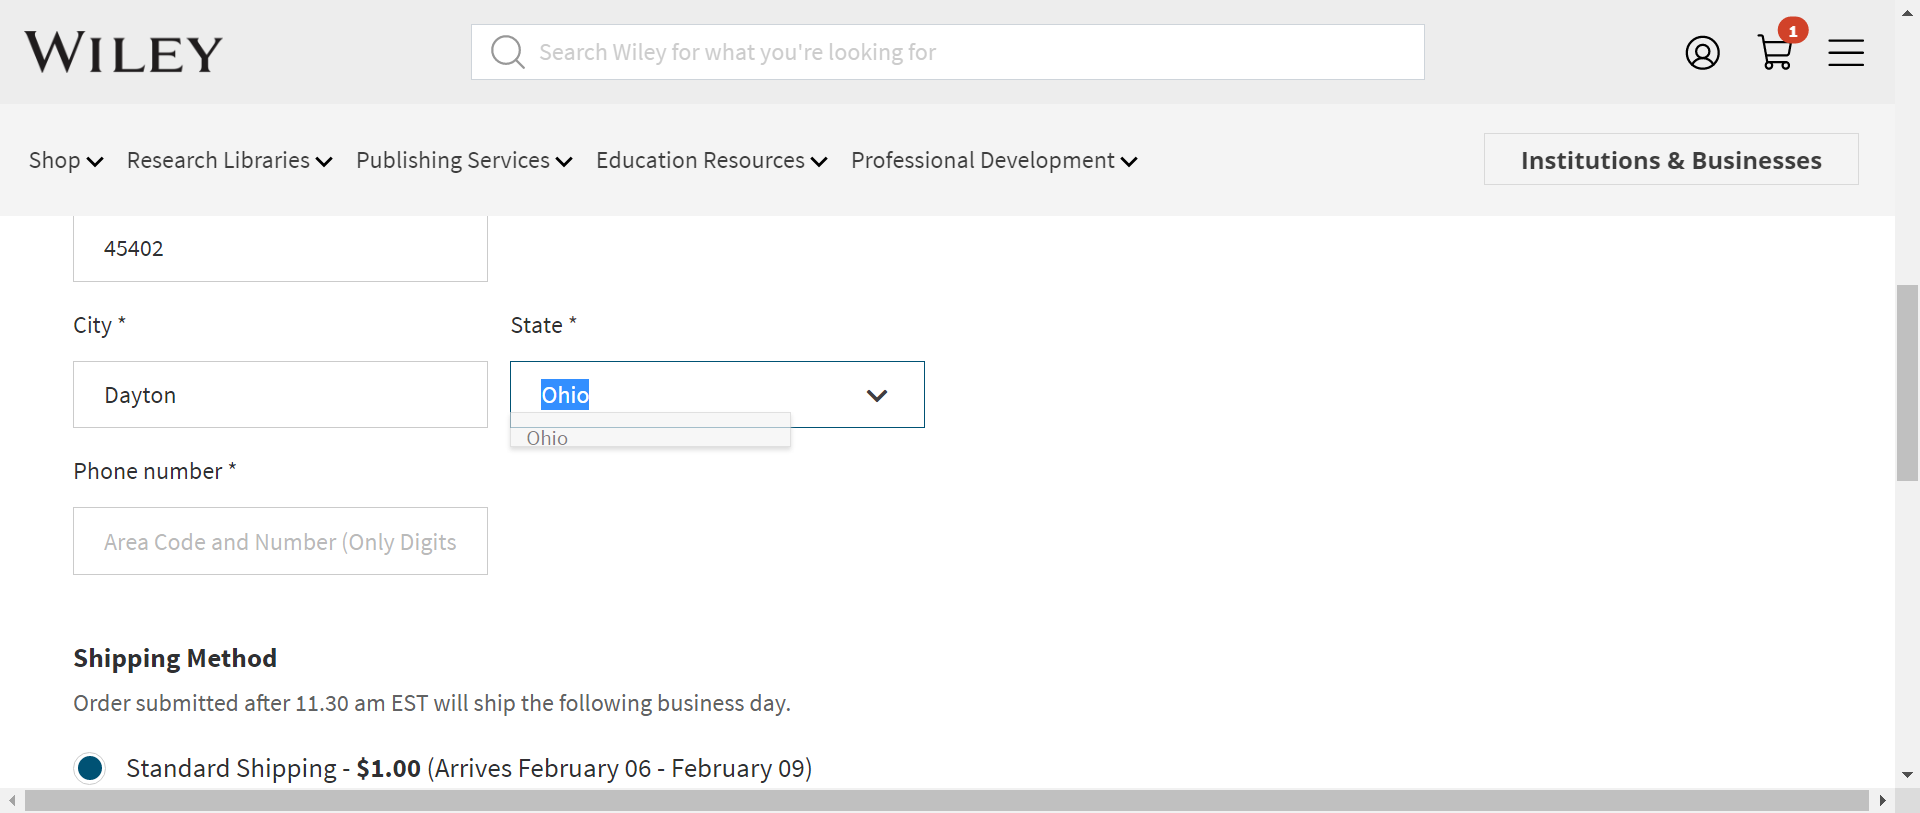 WILEY
Search Wiley for what you're looking for
1
Shop
Research Libraries
Publishing Services
Education Resources
Professional Development
Institutions & Businesses
45402
City *
State *
Dayton
Ohio
Ohio
Phone number *
Area Code and Number (Only Digits
Shipping Method
Order submitted after 11.30 am EST will ship the following business day.
Standard Shipping - $1.00 (Arrives February 06 - February 09)